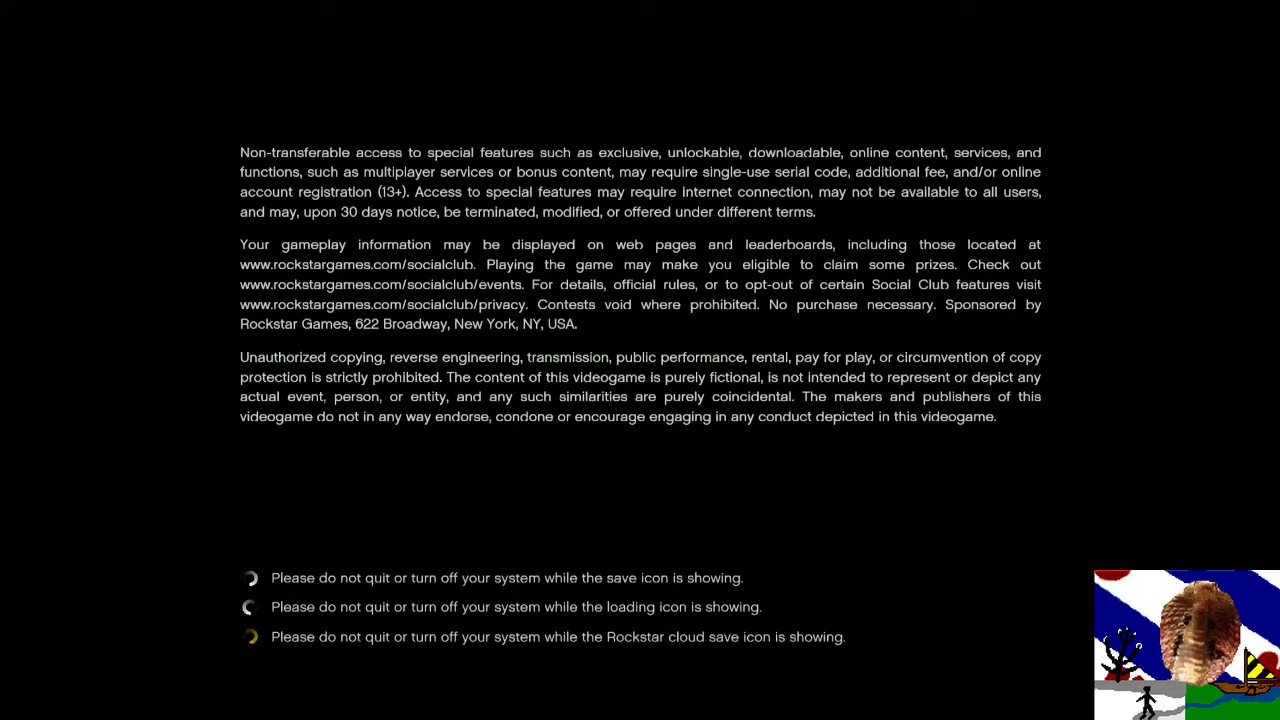 Non-transferable access to special features such as exclusive, unlockable, downloadable, online content, services, and
functions, such as multiplayer services or bonus content, may require single-use serial code, additional fee, and/or online
account registration (13+). Access to special features may require internet connection, may not be available to all users,
and may, upon 30 days notice, be terminated, modified, or offered under different terms.
Your gameplay information may be displayed on web pages and leaderboards, including those located at
www.rockstargames.com/socialclub. Playing the game may make you eligible to claim some prizes. Check out
www.rockstargames.com/socialclub/events. For details, official rules, or to opt-out of certain Social Club features visit
www.rockstargames.com/socialclub/privacy. Contests void where prohibited. No purchase necessary. Sponsored by
Rockstar Games, 622 Broadway, New York, NY, USA.
Unauthorized copying, reverse engineering, transmission, public performance, rental, pay for play, or circumvention of copy
protection is strictly prohibited. The content of this videogame is purely fictional, is not intended to represent or depict any
actual event, person, or entity, and any such similarities are purely coincidental. The makers and publishers of this
videogame do not in any way endorse, condone or encourage engaging in any conduct depicted in this videogame.
Please do not quit or turn off your system while the save icon is showing.
Please do not quit or turn off your system while the loading icon is showing.
Please do not quit or turn off your system while the Rockstar cloud save icon is showing.